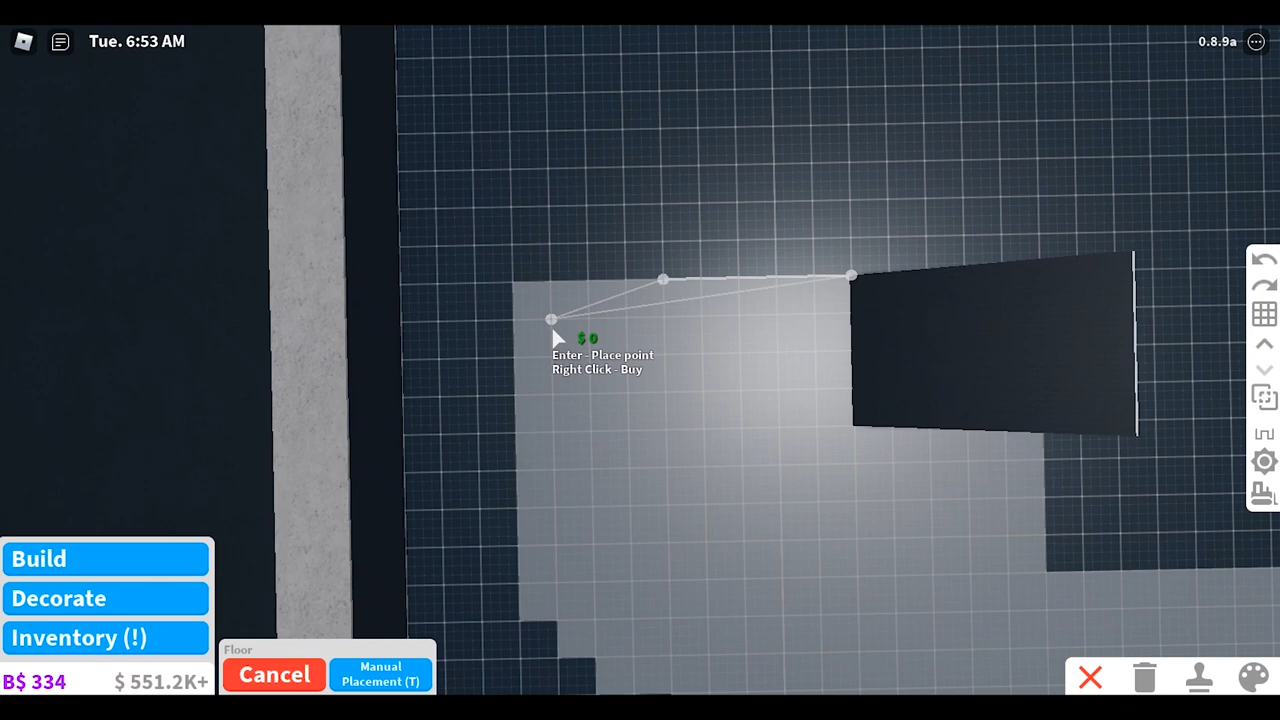 Tue. 6:53 AM
0.8.9a
$ 0
Enter - Place point
Right Click - Buy
Build
Decorate
Inventory (!)
B$ 334
$ 551.2K+
Floor
Cancel
Manual
Placement (T)